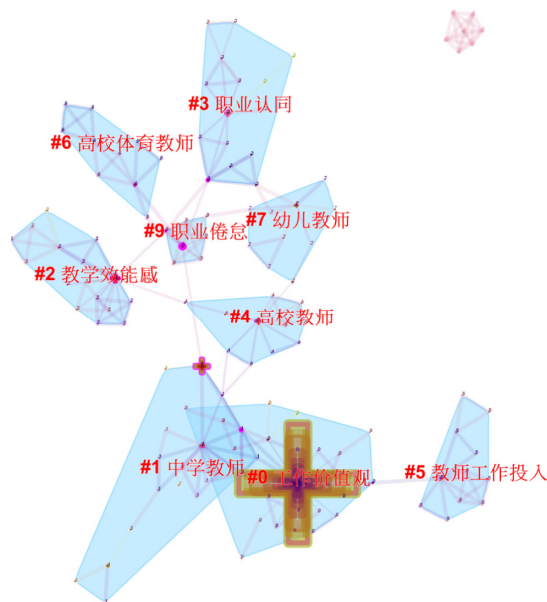 #3 职业认同
#6 高校体育教师
#7 幼儿教师
#9 职业倦怠
#2 教学效能感
#4 高校教师
#1 中学教师
#0 工作价值观
#5 教师工作投入